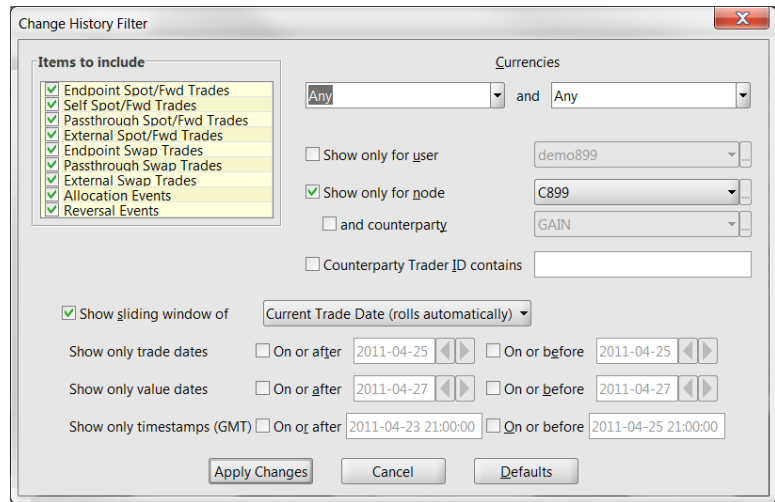 Change History Filter
Items to include
Endpoint Spot/Fwd Trades
Self Spot/Fwd Trades
Passthrough Spot/Fwd Trades
External Spot/Fwd Trades
Endpoint Swap Trades
Passthrough Swap Trades
External Swap Trades
Allocation Events
Reversal Events
Currencies
Any and Any
Show only for user demo899 ...
Show only for node C899 ...
and counterparty GAIN ...
Counterparty Trader ID contains
Show sliding window of Current Trade Date (rolls automatically)
Show only trade dates On or after 2011-04-25 On or before 2011-04-25
Show only value dates On or after 2011-04-27 On or before 2011-04-27
Show only timestamps (GMT) On or after 2011-04-23 21:00:00 On or before 2011-04-25 21:00:00
Apply Changes Cancel Defaults